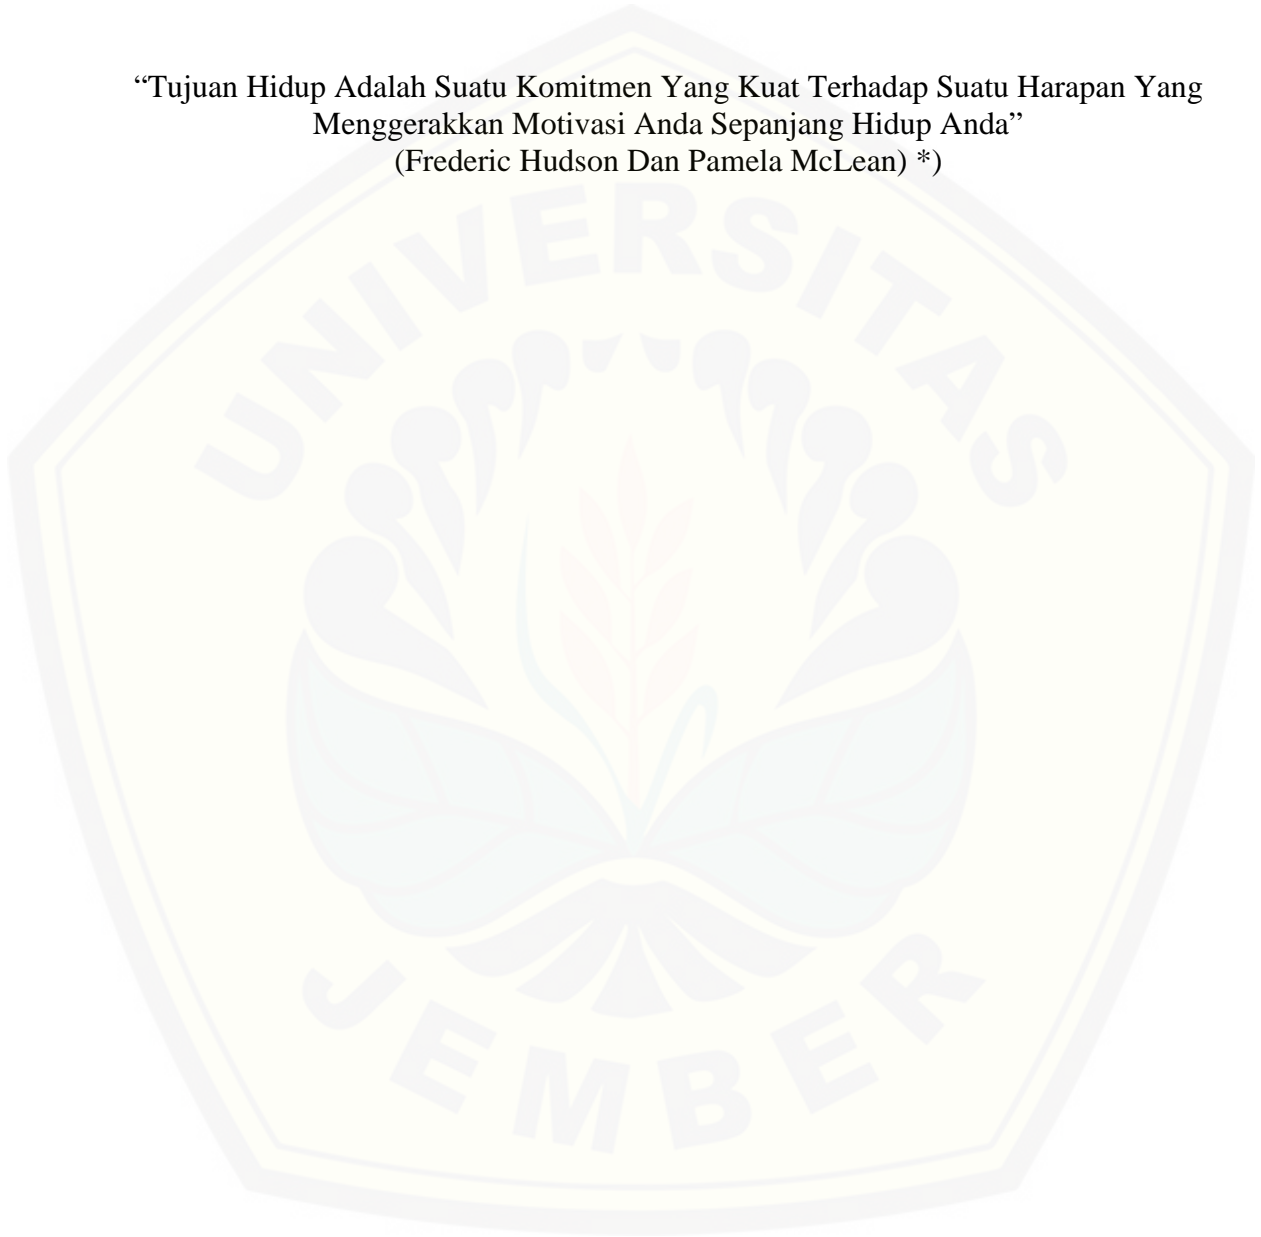 “Tujuan Hidup Adalah Suatu Komitmen Yang Kuat Terhadap Suatu Harapan Yang
Menggerakkan Motivasi Anda Sepanjang Hidup Anda”
(Frederic Hudson Dan Pamela McLean) *)
UNIVERSITAS
JEMBER